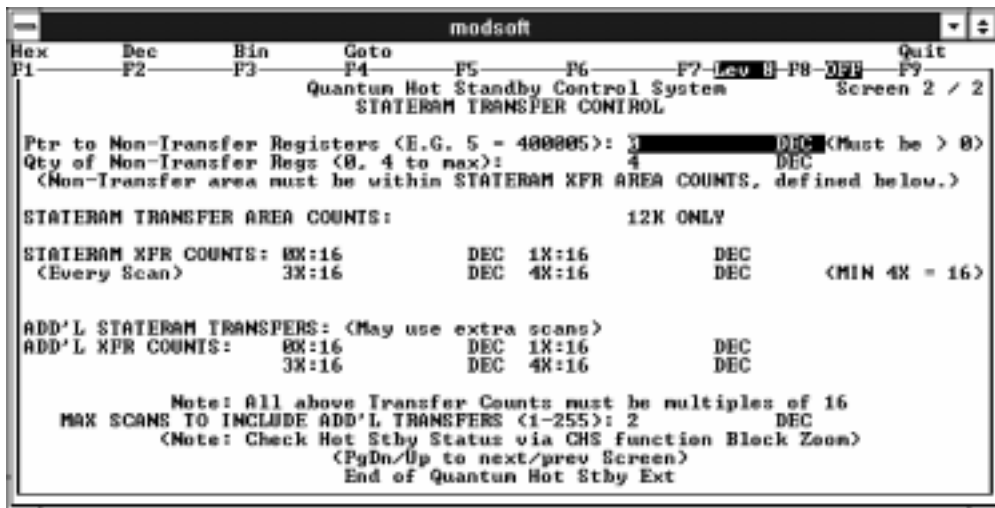 modsoft
Hex Dec Bin Goto Quit
F1 F2 F3 F4 F5 F6 F7-Lev 8-F8-OFF F9
Quantum Hot Standby Control System Screen 2 / 2
STATERAM TRANSFER CONTROL
Ptr to Non-Transfer Registers (E.G. 5 = 400005): DEC (Must be > 0)
Qty of Non-Transfer Regs (0, 4 to max): 4 DEC
(Non-Transfer area must be within STATERAM XFR AREA COUNTS, defined below.)
STATERAM TRANSFER AREA COUNTS: 12K ONLY
STATERAM XFR COUNTS: 0X:16 DEC 1X:16 DEC
(Every Scan) 3X:16 DEC 4X:16 DEC (MIN 4X = 16)
ADD'L STATERAM TRANSFERS: (May use extra scans)
ADD'L XFR COUNTS: 0X:16 DEC 1X:16 DEC
3X:16 DEC 4X:16 DEC
Note: All above Transfer Counts must be multiples of 16
MAX SCANS TO INCLUDE ADD'L TRANSFERS (1-255): 2 DEC
(Note: Check Hot Stby Status via CHS function Block Zoom)
(PgDn/Up to next/prev Screen)
End of Quantum Hot Stby Ext